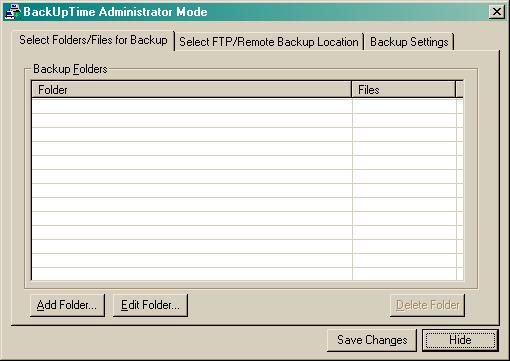 BackUpTime Administrator Mode
Select Folders/Files for Backup
Select FTP/Remote Backup Location
Backup Settings
Backup Folders
Folder
Files
Add Folder...
Edit Folder...
Delete Folder
Save Changes
Hide